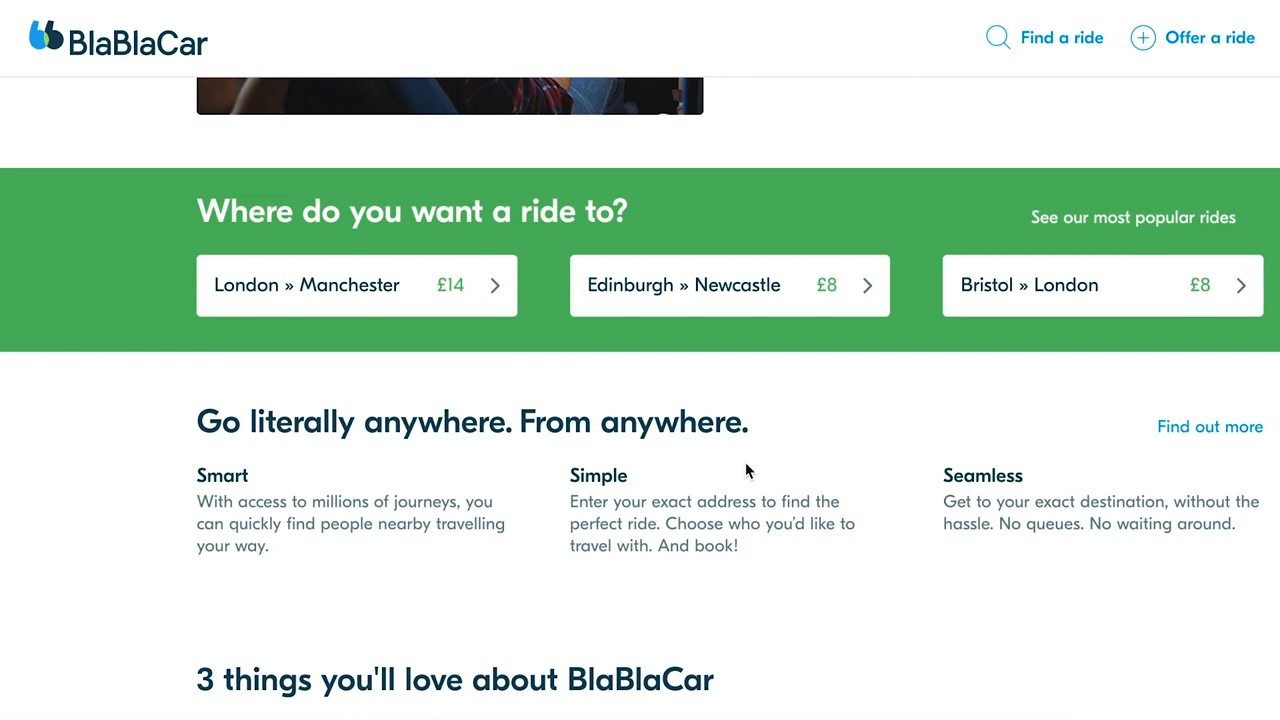 BlaBlaCar
Find a ride
Offer a ride
Where do you want a ride to?
See our most popular rides
London » Manchester £14
Edinburgh » Newcastle £8
Bristol » London £8
Go literally anywhere. From anywhere.
Find out more
Smart
With access to millions of journeys, you
can quickly find people nearby travelling
your way.
Simple
Enter your exact address to find the
perfect ride. Choose who you’d like to
travel with. And book!
Seamless
Get to your exact destination, without the
hassle. No queues. No waiting around.
3 things you'll love about BlaBlaCar